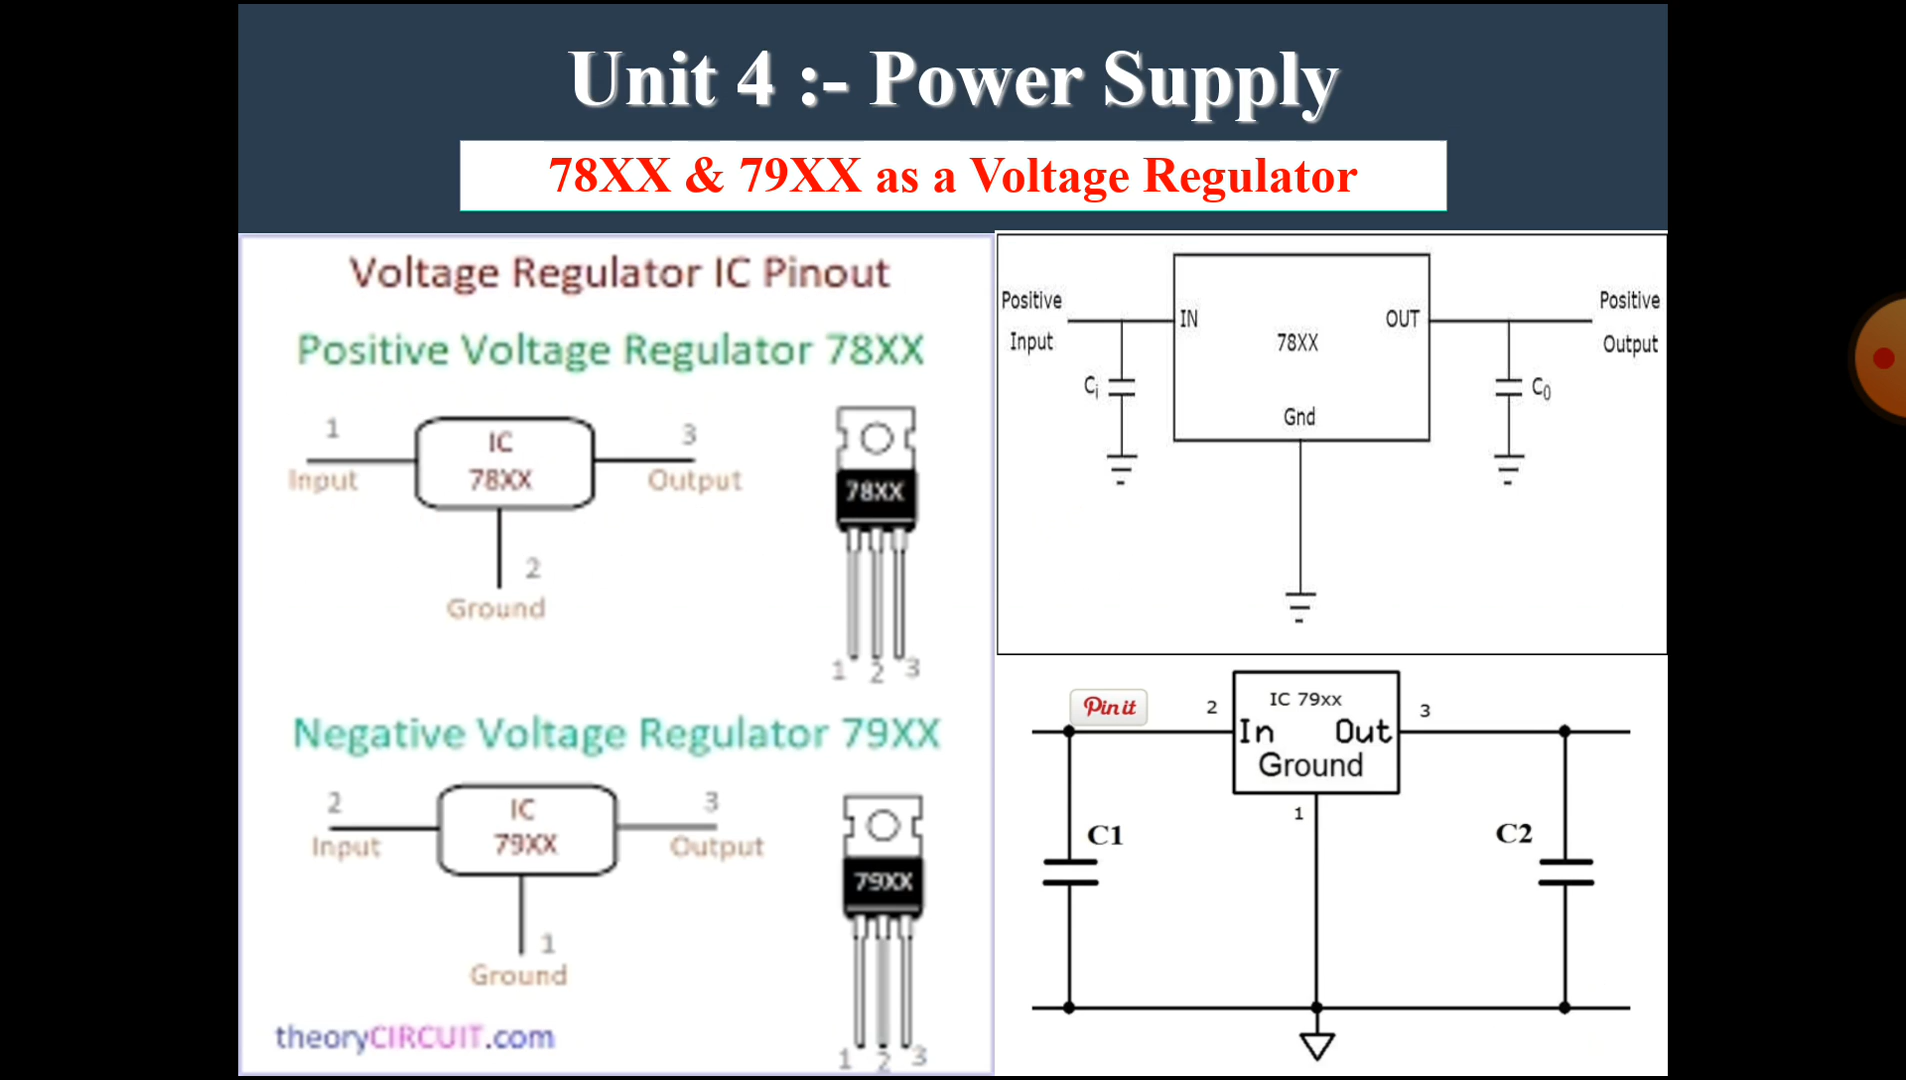 Unit 4 :- Power Supply
78XX & 79XX as a Voltage Regulator
Voltage Regulator IC Pinout
Positive Voltage Regulator 78XX
1
Input
IC
78XX
3
Output
2
Ground
78XX
1 2 3
Negative Voltage Regulator 79XX
2
Input
IC
79XX
3
Output
1
Ground
79XX
1 2 3
theoryCIRCUIT.com
Positive
Input
IN
78XX
OUT
Gnd
Positive
Output
Ci
C0
Pin it
2
IC 79xx
In Out
Ground
3
1
C1
C2